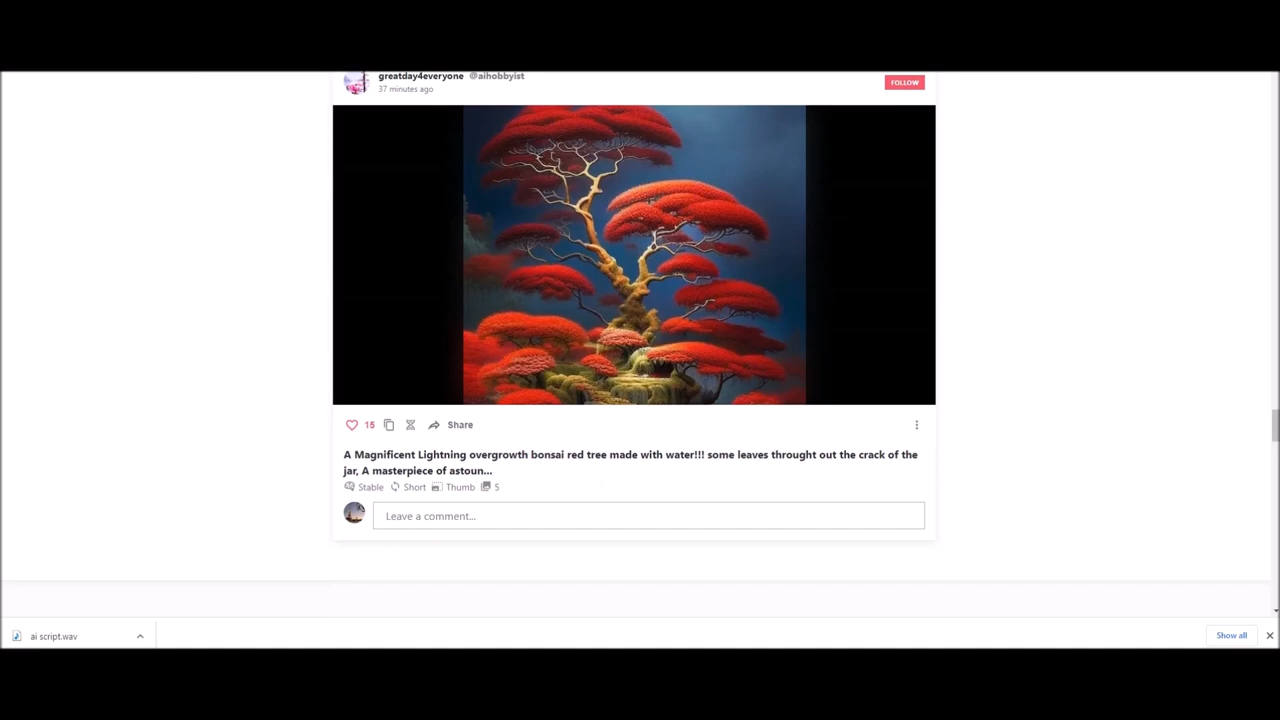 greatday4everyone @aihobbyist
FOLLOW
37 minutes ago
15 Share
A Magnificent Lightning overgrowth bonsai red tree made with water!!! some leaves throught out the crack of the
jar, A masterpiece of astoun...
Stable Short Thumb 5
Leave a comment...
ai script.wav
Show all